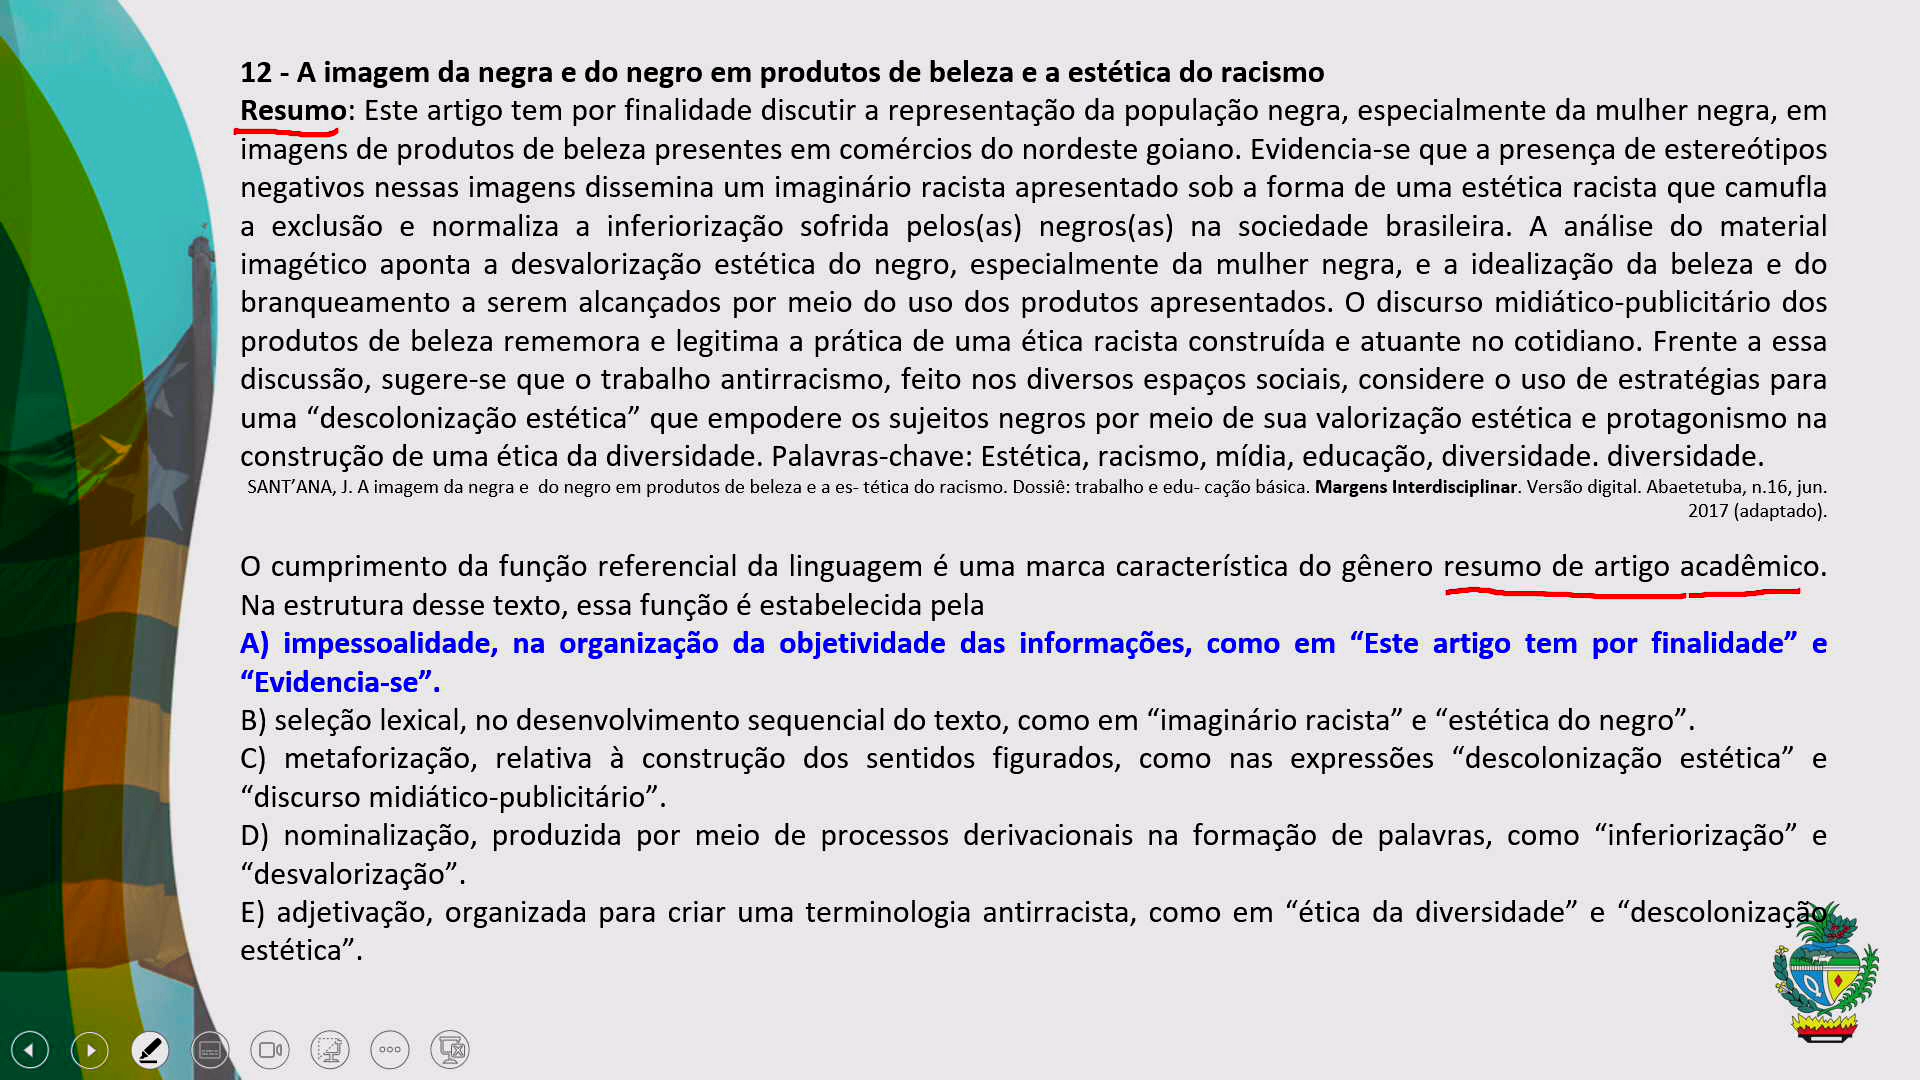 12 - A imagem da negra e do negro em produtos de beleza e a estética do racismo
Resumo: Este artigo tem por finalidade discutir a representação da população negra, especialmente da mulher negra, em
imagens de produtos de beleza presentes em comércios do nordeste goiano. Evidencia-se que a presença de estereótipos
negativos nessas imagens dissemina um imaginário racista apresentado sob a forma de uma estética racista que camufla
a exclusão e normaliza a inferiorização sofrida pelos(as) negros(as) na sociedade brasileira. A análise do material
imagético aponta a desvalorização estética do negro, especialmente da mulher negra, e a idealização da beleza e do
branqueamento a serem alcançados por meio do uso dos produtos apresentados. O discurso midiático-publicitário dos
produtos de beleza rememora e legitima a prática de uma ética racista construída e atuante no cotidiano. Frente a essa
discussão, sugere-se que o trabalho antirracismo, feito nos diversos espaços sociais, considere o uso de estratégias para
uma “descolonização estética” que empodere os sujeitos negros por meio de sua valorização estética e protagonismo na
construção de uma ética da diversidade. Palavras-chave: Estética, racismo, mídia, educação, diversidade. diversidade.
SANT’ANA, J. A imagem da negra e do negro em produtos de beleza e a es- tética do racismo. Dossiê: trabalho e edu- cação básica. Margens Interdisciplinar. Versão digital. Abaetetuba, n.16, jun.
2017 (adaptado).
O cumprimento da função referencial da linguagem é uma marca característica do gênero resumo de artigo acadêmico.
Na estrutura desse texto, essa função é estabelecida pela
A) impessoalidade, na organização da objetividade das informações, como em “Este artigo tem por finalidade” e
“Evidencia-se”.
B) seleção lexical, no desenvolvimento sequencial do texto, como em “imaginário racista” e “estética do negro”.
C) metaforização, relativa à construção dos sentidos figurados, como nas expressões “descolonização estética” e
“discurso midiático-publicitário”.
D) nominalização, produzida por meio de processos derivacionais na formação de palavras, como “inferiorização” e
“desvalorização”.
E) adjetivação, organizada para criar uma terminologia antirracista, como em “ética da diversidade” e “descolonização
estética”.